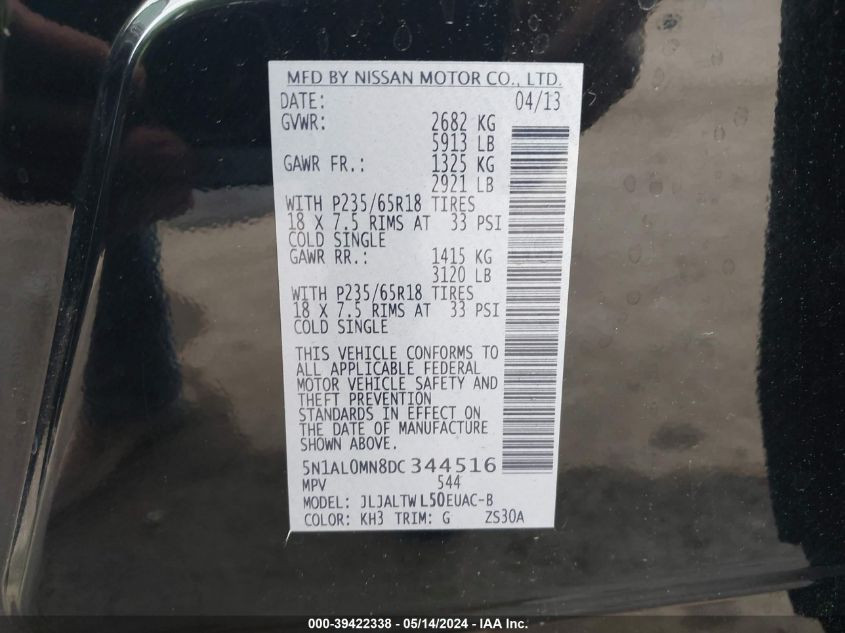 MFD BY NISSAN MOTOR CO., LTD.
DATE: 04/13
GVWR: 2682 KG
5913 LB
GAWR FR.: 1325 KG
2921 LB
WITH P235/65R18 TIRES
18 X 7.5 RIMS AT 33 PSI
COLD SINGLE
GAWR RR.: 1415 KG
3120 LB
WITH P235/65R18 TIRES
18 X 7.5 RIMS AT 33 PSI
COLD SINGLE
THIS VEHICLE CONFORMS TO
ALL APPLICABLE FEDERAL
MOTOR VEHICLE SAFETY AND
THEFT PREVENTION
STANDARDS IN EFFECT ON
THE DATE OF MANUFACTURE
SHOWN ABOVE.
5N1AL0MN8DC 344516
MPV 544
MODEL: JLJALTW L50EUAC-B
COLOR: KH3 TRIM: G ZS30A
000-39422338 - 05/14/2024 - IAA Inc.